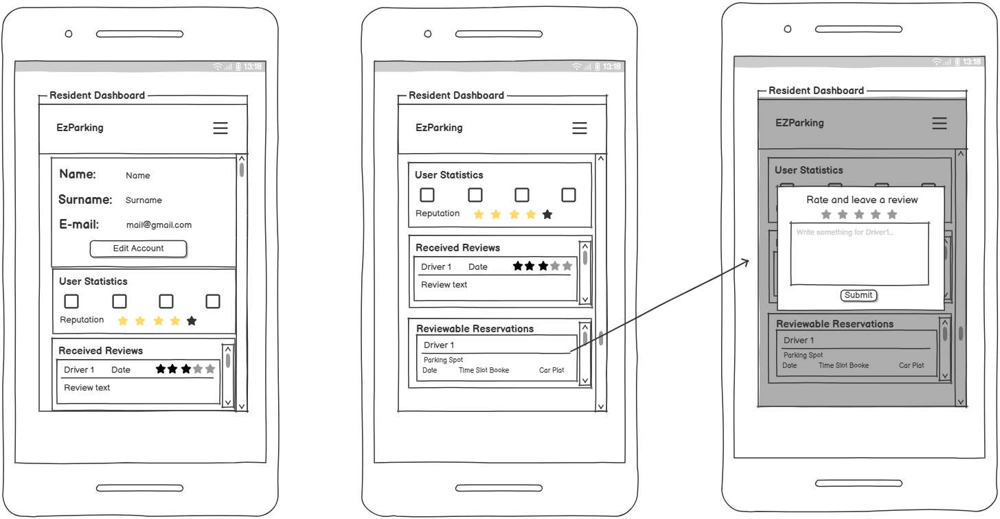 13:18
Resident Dashboard
EzParking
Name: Name
Surname: Surname
E-mail: mail@gmail.com
Edit Account
User Statistics
Reputation
Received Reviews
Driver 1 Date
Review text
13:18
Resident Dashboard
EzParking
User Statistics
Reputation
Received Reviews
Driver 1 Date
Review text
Reviewable Reservations
Driver 1
Parking Spot
Date Time Slot Booke Car Plat
13:18
Resident Dashboard
EZParking
User Statistics
Rate and leave a review
Write something for Driver1...
Submit
Reviewable Reservations
Driver 1
Parking Spot
Date Time Slot Booke Car Plat